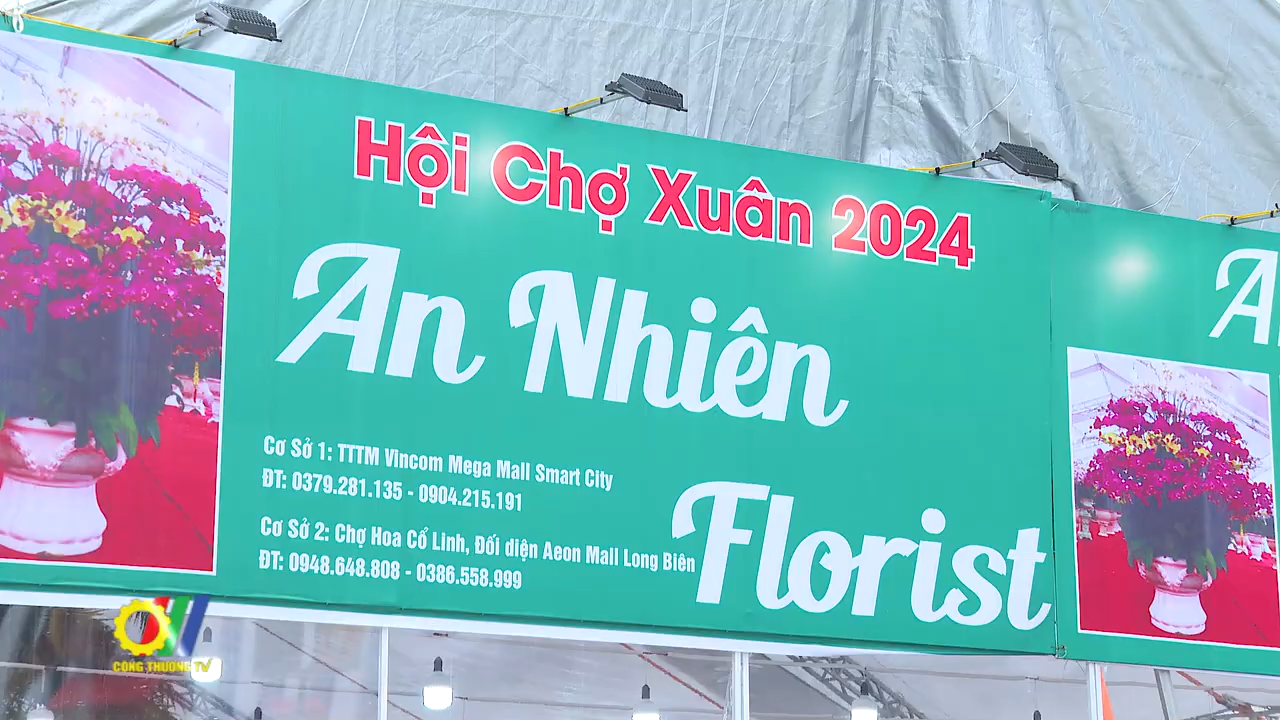 Hội Chợ Xuân 2024
An Nhiên
Florist
Cơ Sở 1: TTTM Vincom Mega Mall Smart City
ĐT: 0379.281.135 - 0904.215.191
Cơ Sở 2: Chợ Hoa Cổ Linh, Đối diện Aeon Mall Long Biên
ĐT: 0948.648.808 - 0386.558.999
CÔNG THƯƠNG TV